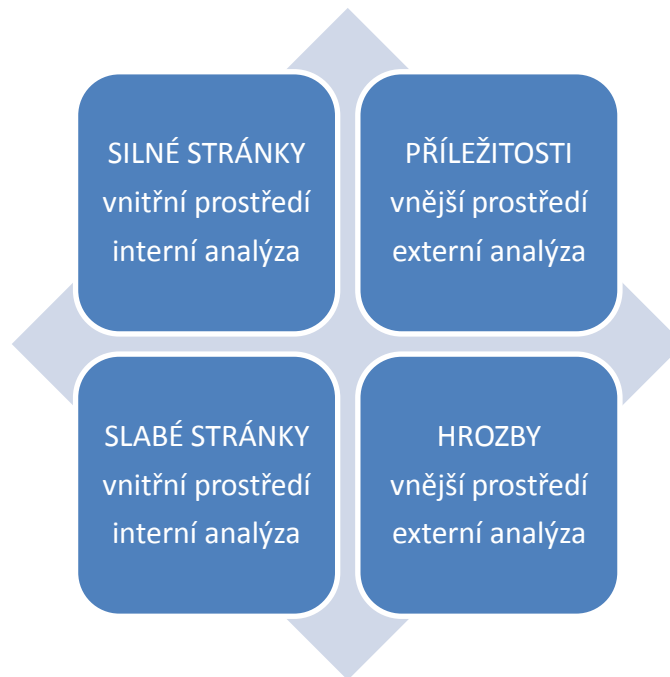 SILNÉ STRÁNKY
vnitřní prostředí
interní analýza
PŘÍLEŽITOSTI
vnější prostředí
externí analýza
SLABÉ STRÁNKY
vnitřní prostředí
interní analýza
HROZBY
vnější prostředí
externí analýza